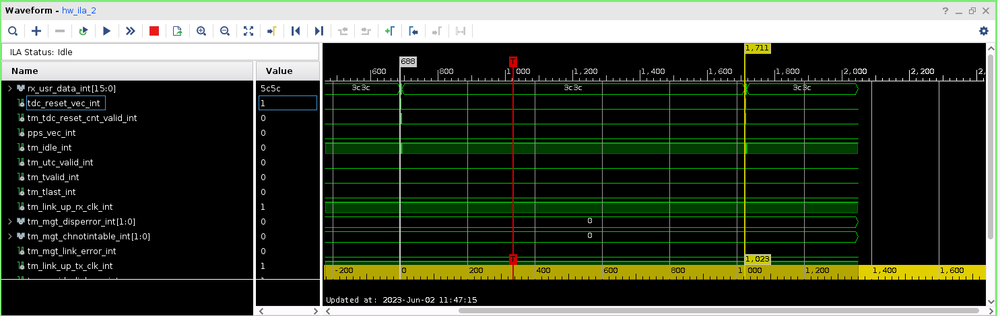 Waveform - hw_ila_2
ILA Status: Idle
Name Value
1,711
688
600 800 1,000 1,200 1,400 1,600 1,800 2,000 2,200 2,
T
rx_usr_data_int[15:0] 5c5c 3c3c 3c3c 3c3c
tdc_reset_vec_int 1
tm_tdc_reset_cnt_valid_int 0
pps_vec_int 0
tm_idle_int 0
tm_utc_valid_int 0
tm_tvalid_int 0
tm_tlast_int 0
tm_link_up_rx_clk_int 1
tm_mgt_disperror_int[1:0] 0 0
tm_mgt_chnotintable_int[1:0] 0 0
tm_mgt_link_error_int 0
T 1,023
tm_link_up_tx_clk_int 1
-200 0 200 400 600 800 1 000 1,200 1,400 1,600
Updated at: 2023-Jun-02 11:47:15